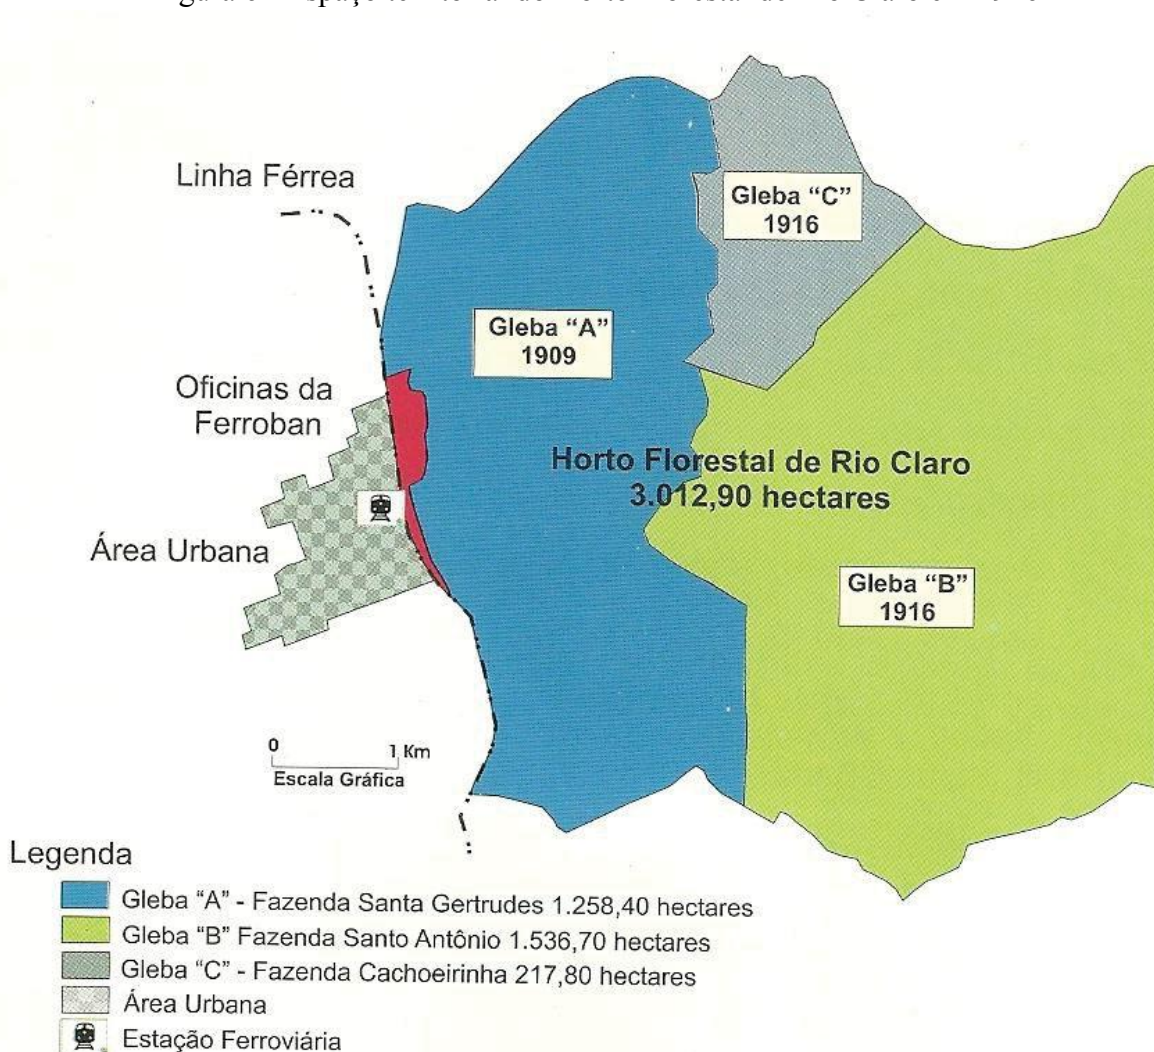 Linha Férrea
Gleba “C”
1916
Gleba “A”
1909
Oficinas da
Ferroban
Horto Florestal de Rio Claro
3.012,90 hectares
Área Urbana
Gleba “B”
1916
0 1 Km
Escala Gráfica
Legenda
Gleba “A” - Fazenda Santa Gertrudes 1.258,40 hectares
Gleba “B” Fazenda Santo Antônio 1.536,70 hectares
Gleba “C” - Fazenda Cachoeirinha 217,80 hectares
Área Urbana
Estação Ferroviária